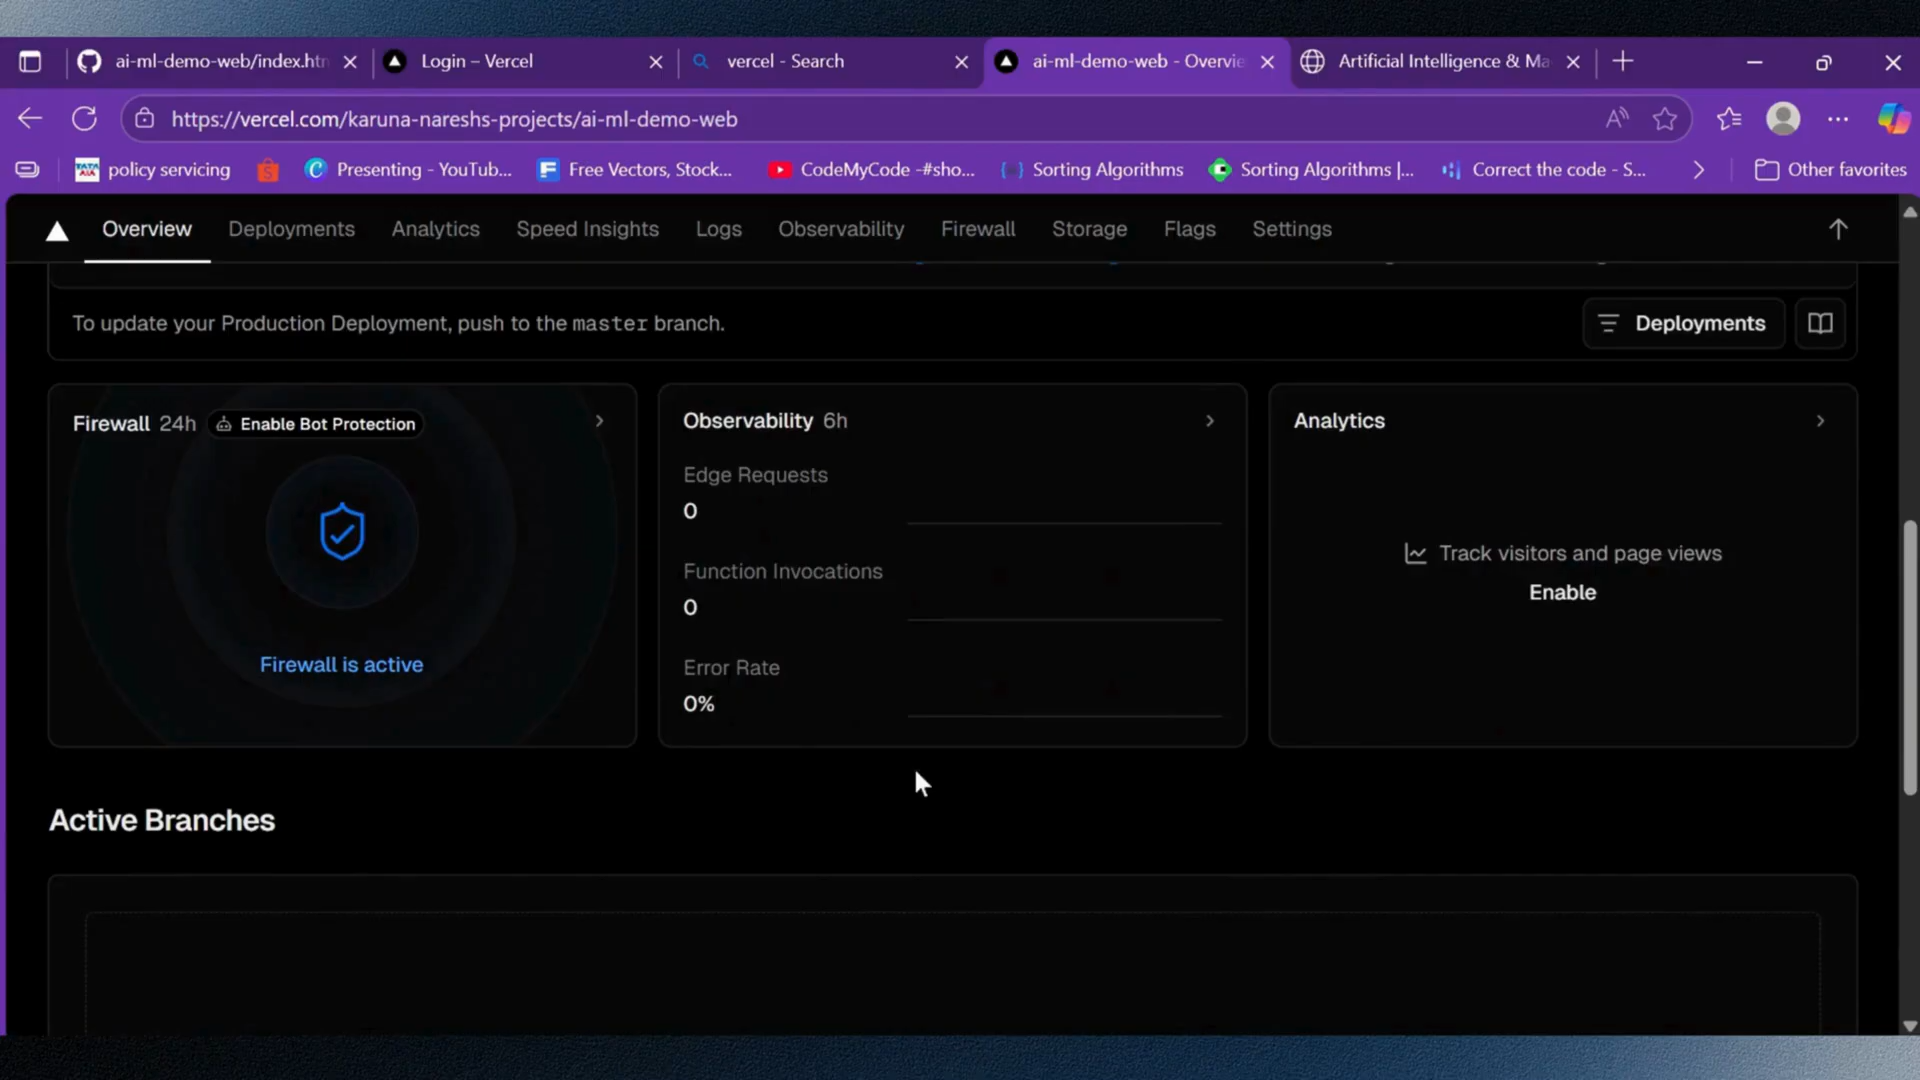 ai-ml-demo-web/index.htm
Login – Vercel
vercel - Search
ai-ml-demo-web - Overvie
Artificial Intelligence & Ma
https://vercel.com/karuna-nareshs-projects/ai-ml-demo-web
TATA AIA
policy servicing
Presenting - YouTub...
Free Vectors, Stock...
CodeMyCode -#sho...
Sorting Algorithms
Sorting Algorithms |...
Correct the code - S...
Other favorites
Overview
Deployments
Analytics
Speed Insights
Logs
Observability
Firewall
Storage
Flags
Settings
To update your Production Deployment, push to the master branch.
Deployments
Firewall 24h
Enable Bot Protection
Firewall is active
Observability 6h
Edge Requests
0
Function Invocations
0
Error Rate
0%
Analytics
Track visitors and page views
Enable
Active Branches